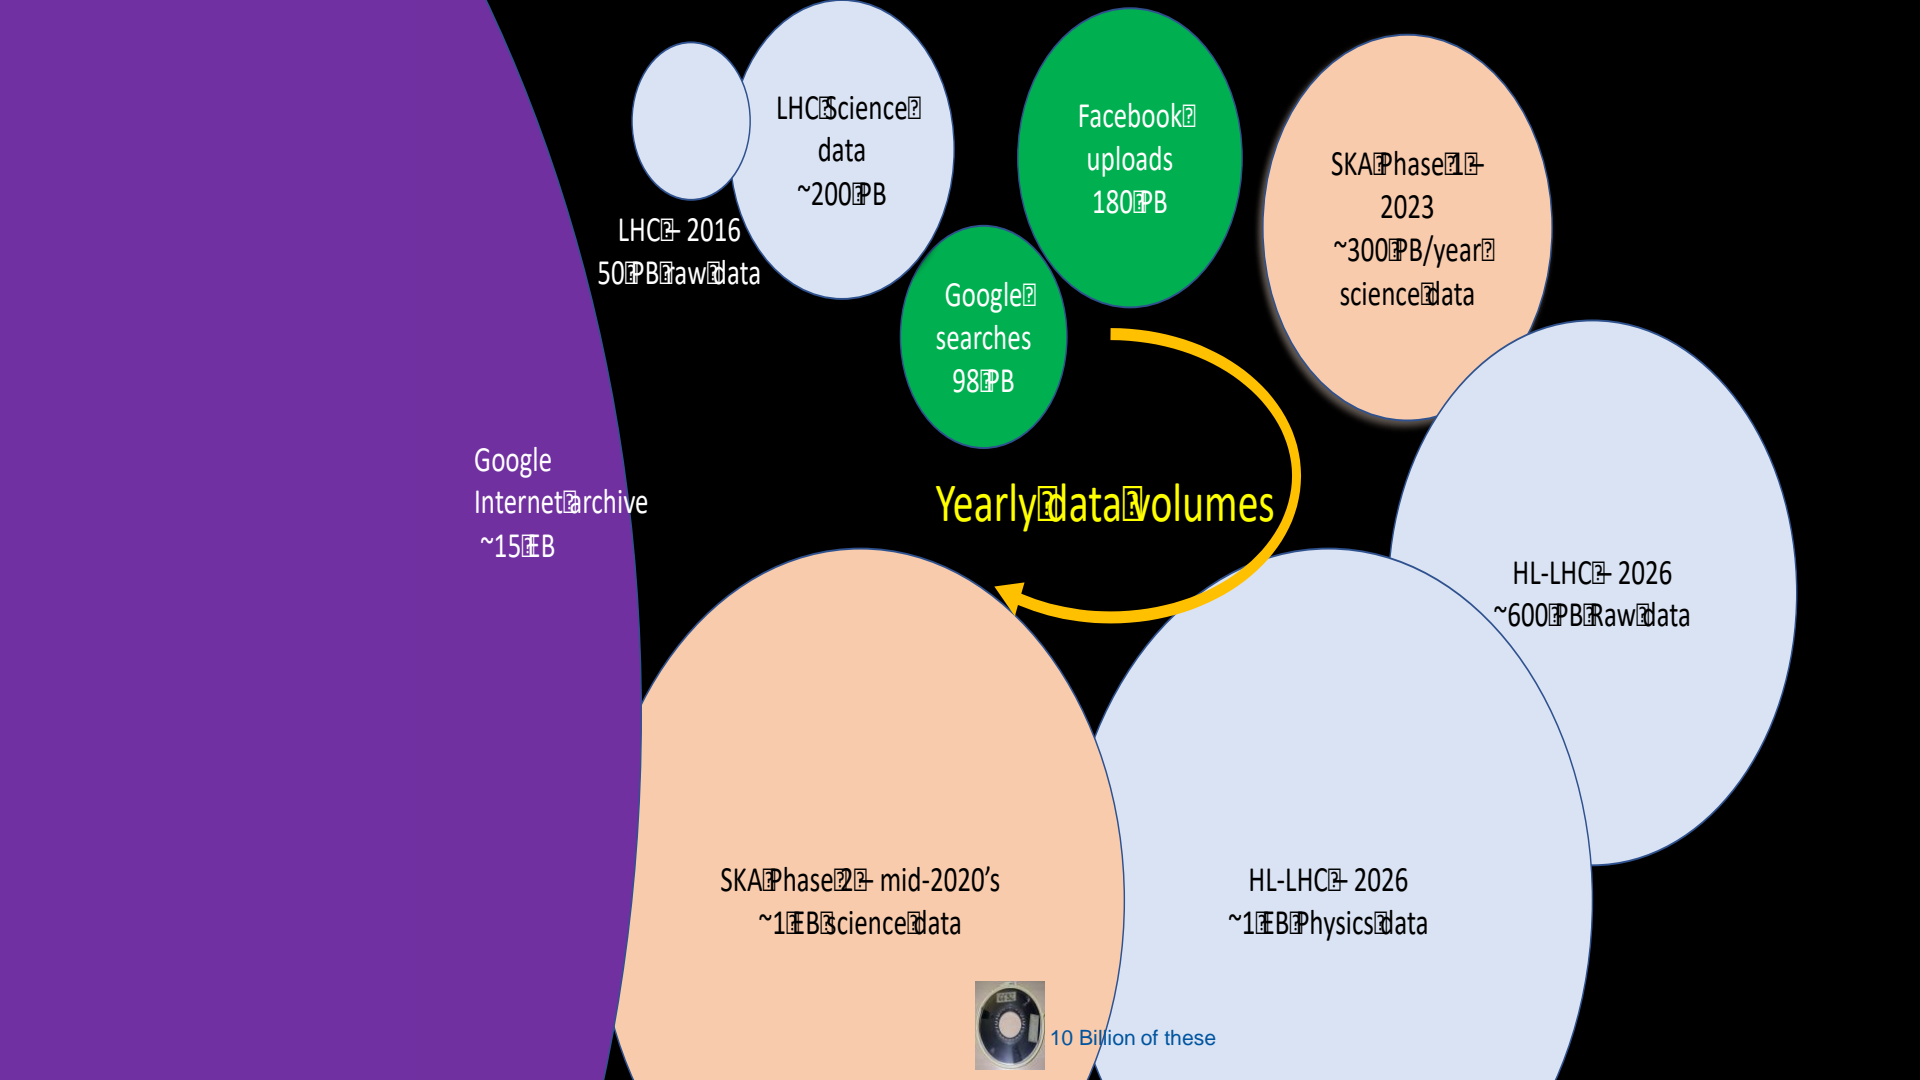 LHC Science
data
~200 PB
Facebook
uploads
180 PB
SKA Phase 1 –
2023
~300 PB/year
science data
LHC – 2016
50 PB raw data
Google
searches
98 PB
Google
Internet archive
~15 EB
Yearly data volumes
HL-LHC – 2026
~600 PB Raw data
SKA Phase 2 – mid-2020’s
~1 EB science data
HL-LHC – 2026
~1 EB Physics data
10 Billion of these